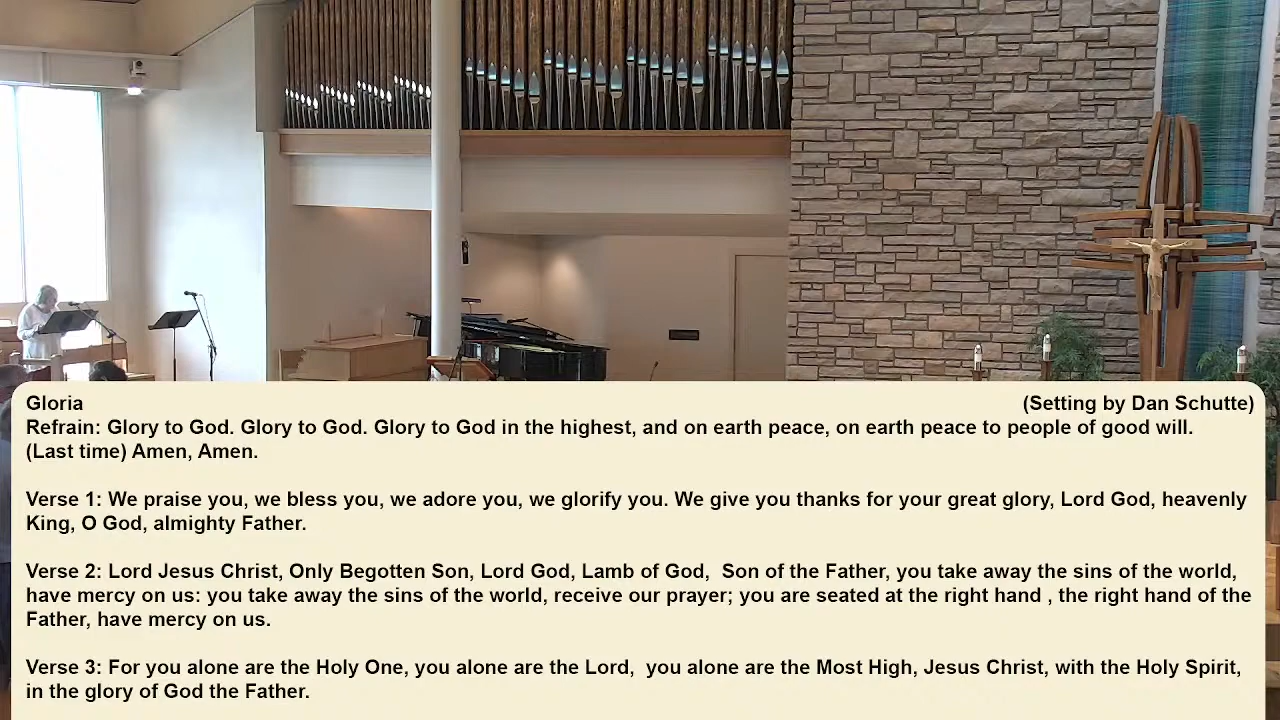 Gloria (Setting by Dan Schutte)
Refrain: Glory to God. Glory to God. Glory to God in the highest, and on earth peace, on earth peace to people of good will.
(Last time) Amen, Amen.
Verse 1: We praise you, we bless you, we adore you, we glorify you. We give you thanks for your great glory, Lord God, heavenly
King, O God, almighty Father.
Verse 2: Lord Jesus Christ, Only Begotten Son, Lord God, Lamb of God,  Son of the Father, you take away the sins of the world,
have mercy on us: you take away the sins of the world, receive our prayer; you are seated at the right hand , the right hand of the
Father, have mercy on us.
Verse 3: For you alone are the Holy One, you alone are the Lord,  you alone are the Most High, Jesus Christ, with the Holy Spirit,
in the glory of God the Father.